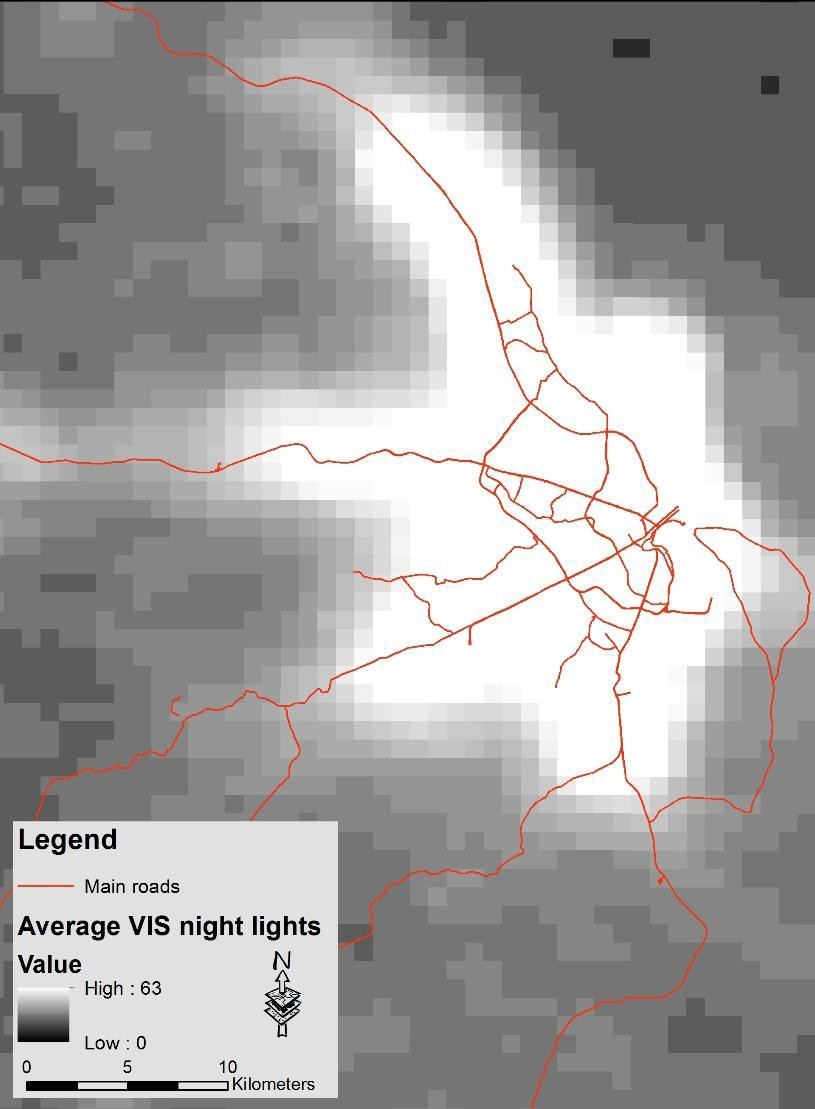 Legend
Main roads
Average VIS night lights
Value
High : 63
Low : 0
N
0 5 10
Kilometers